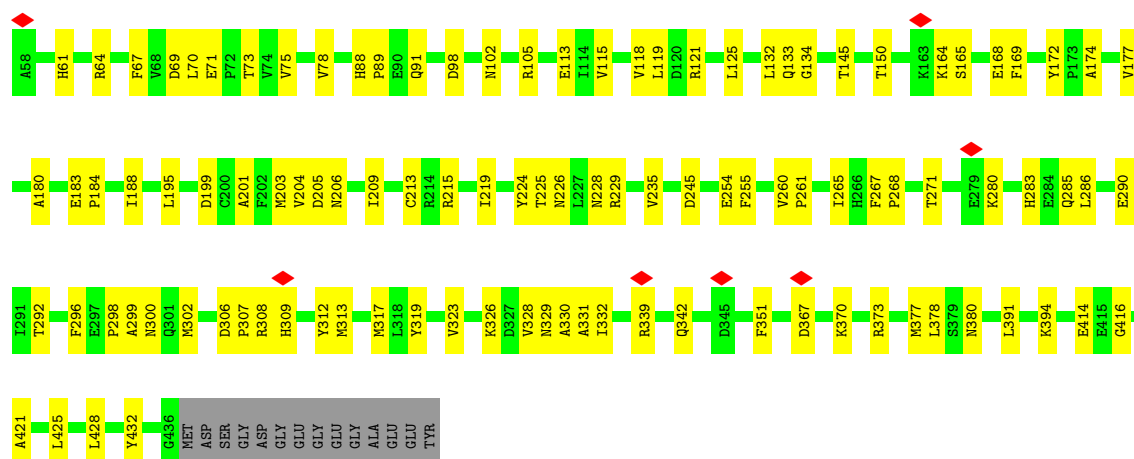 A58 H61 R64 F67 V68 D69 L70 E71 P72 T73 V74 V75 V78 H88 P89 E90 Q91 D98 N102 R105 E113 I114 V115 V118 L119 D120 R121 L125 L132 Q133 G134 T145 T150 K163 K164 S165 E168 F169 Y172 P173 A174 V177
A180 E183 P184 I188 L195 D199 C200 A201 F202 M203 V204 D205 N206 I209 C213 R214 R215 I219 Y224 T225 N226 L227 N228 R229 V235 D245 E254 F255 V260 P261 I265 H266 F267 P268 T271 E279 K280 H283 E284 Q285 L286 E290
I291 T292 F296 E297 P298 A299 N300 Q301 M302 D306 P307 R308 H309 Y312 M313 M317 L318 Y319 V323 K326 D327 V328 N329 A330 A331 I332 R339 Q342 D345 F351 D367 K370 R373 M377 L378 S379 N380 L391 K394 E414 E415 G416
A421 L425 L428 Y432 G436 MET ASP SER GLY ASP GLY GLU GLY GLU GLY ALA GLU GLU TYR